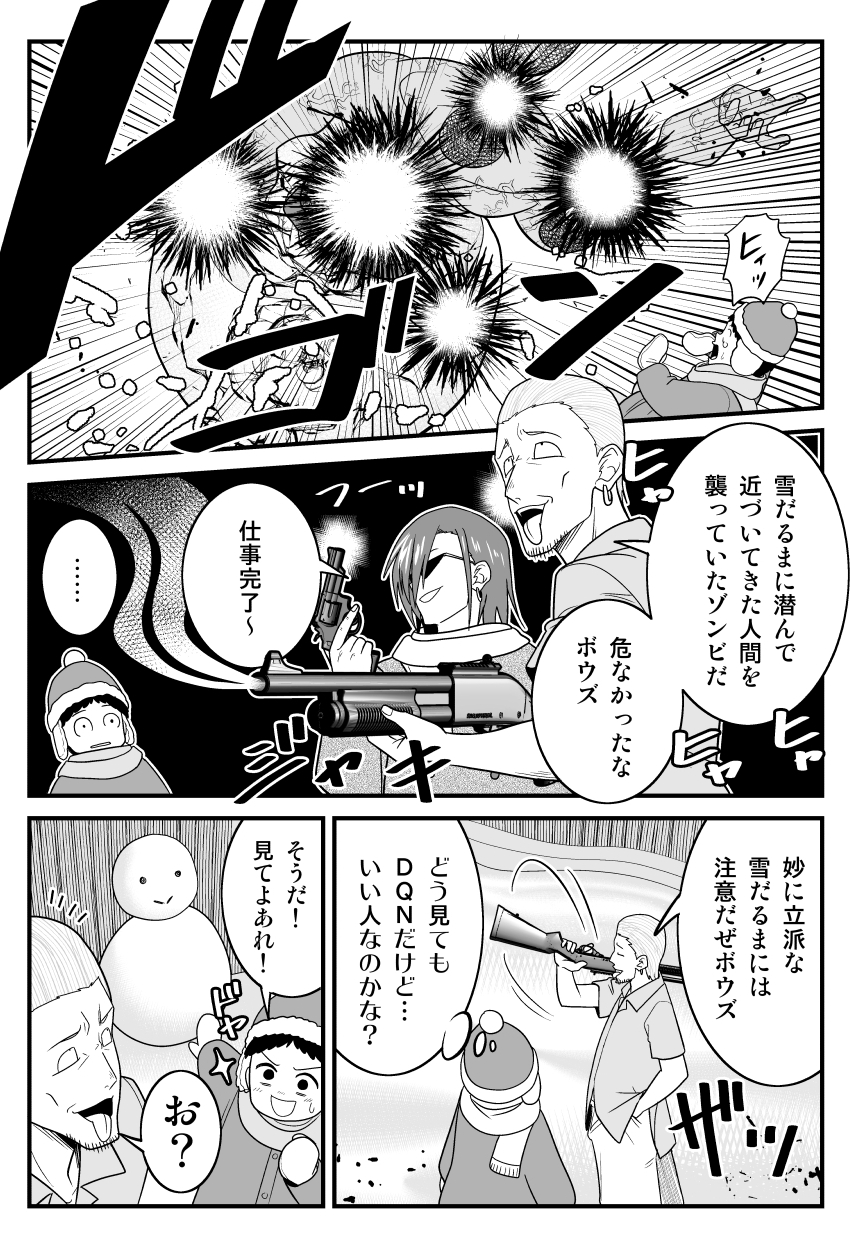 ドゴン
ヒィッ
雪だるまに潜んで
近づいてきた人間を
襲っていたゾンビだ
ヒャ
ヒャ
ヒャ
危なかったな
ボウズ
フーッ
仕事完了〜
ジャキ
……
妙に立派な
雪だるまには
注意だぜボウズ
ザッ
どう見ても
DQNだけど…
いい人なのかな?
そうだ!
見てよあれ!
ドヤ
お?